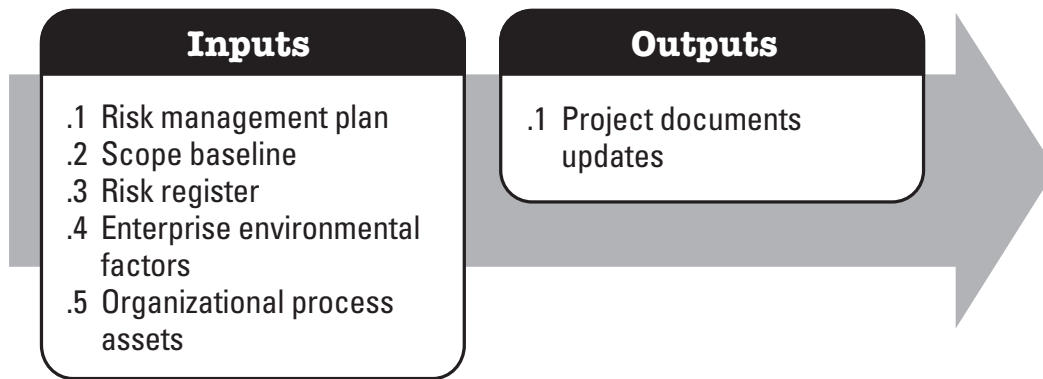 Inputs
.1 Risk management plan
.2 Scope baseline
.3 Risk register
.4 Enterprise environmental
factors
.5 Organizational process
assets
Outputs
.1 Project documents
updates